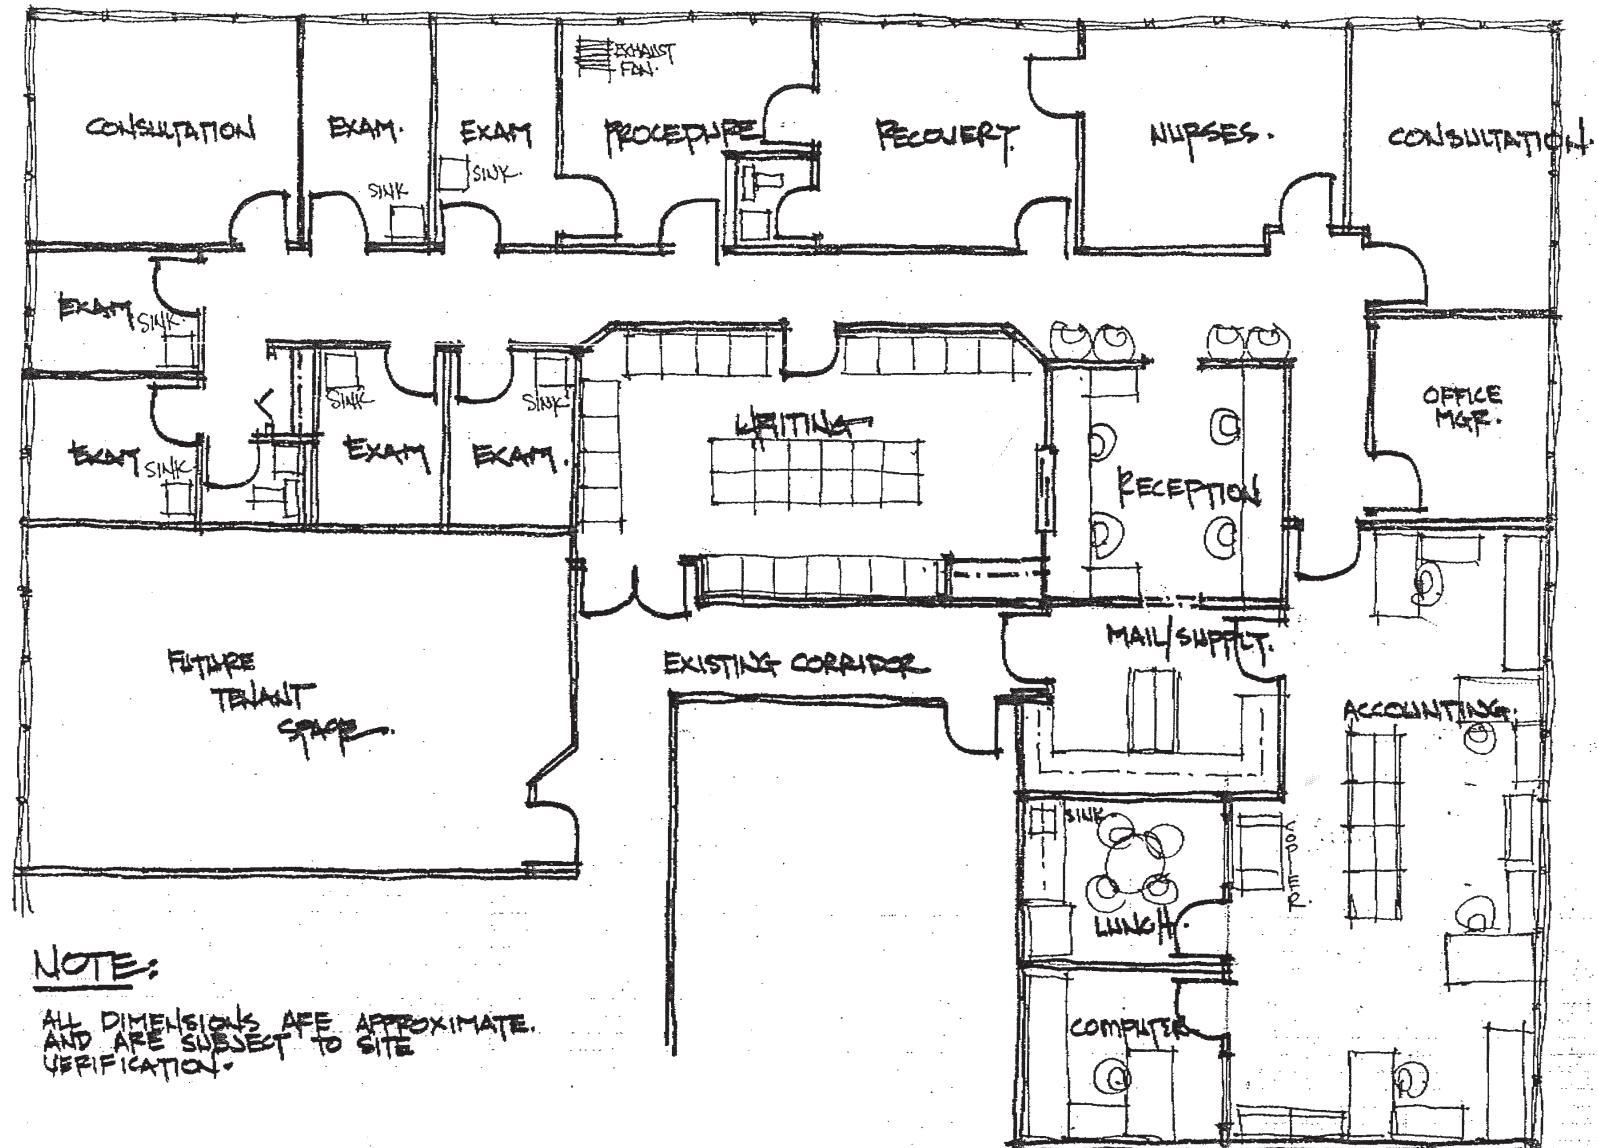 EXHAUST
FAN.
CONSULTATION
EXAM.
EXAM
PROCEDURE
RECOVERY.
NURSES.
CONSULTATION.
SINK.
SINK
EXAM
SINK.
OFFICE
MGR.
SINK
SINK
WAITING
EXAM
SINK
EXAM
EXAM.
RECEPTION
MAIL/SUPPLY.
FUTURE
TENANT
SPACE.
EXISTING CORRIDOR
ACCOUNTING.
SINK.
COPIER.
LUNCH.
NOTE:
ALL DIMENSIONS ARE APPROXIMATE.
AND ARE SUBJECT TO SITE
VERIFICATION.
COMPUTER